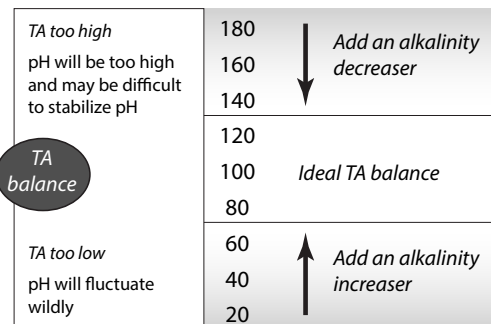 TA too high
pH will be too high
and may be difficult
to stabilize pH
TA
balance
TA too low
pH will fluctuate
wildly
180
160
140
120
100
80
60
40
20
Add an alkalinity
decreaser
Ideal TA balance
Add an alkalinity
increaser